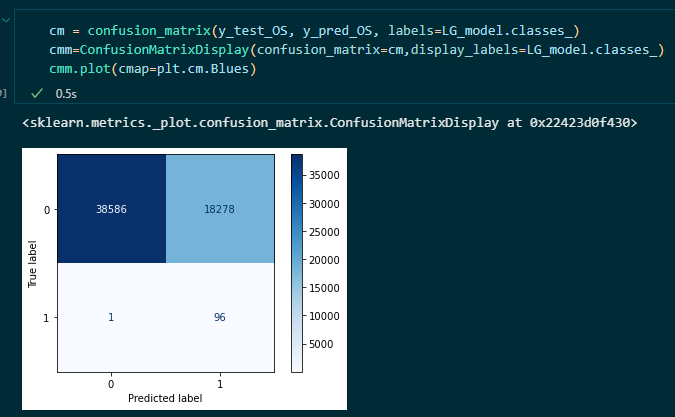 cm = confusion_matrix(y_test_OS, y_pred_OS, labels=LG_model.classes_)
cmm=ConfusionMatrixDisplay(confusion_matrix=cm,display_labels=LG_model.classes_)
cmm.plot(cmap=plt.cm.Blues)
0.5s
<sklearn.metrics._plot.confusion_matrix.ConfusionMatrixDisplay at 0x22423d0f430>
35000
0
38586
18278
30000
25000
True label
20000
15000
1
1
96
10000
5000
0
1
Predicted label